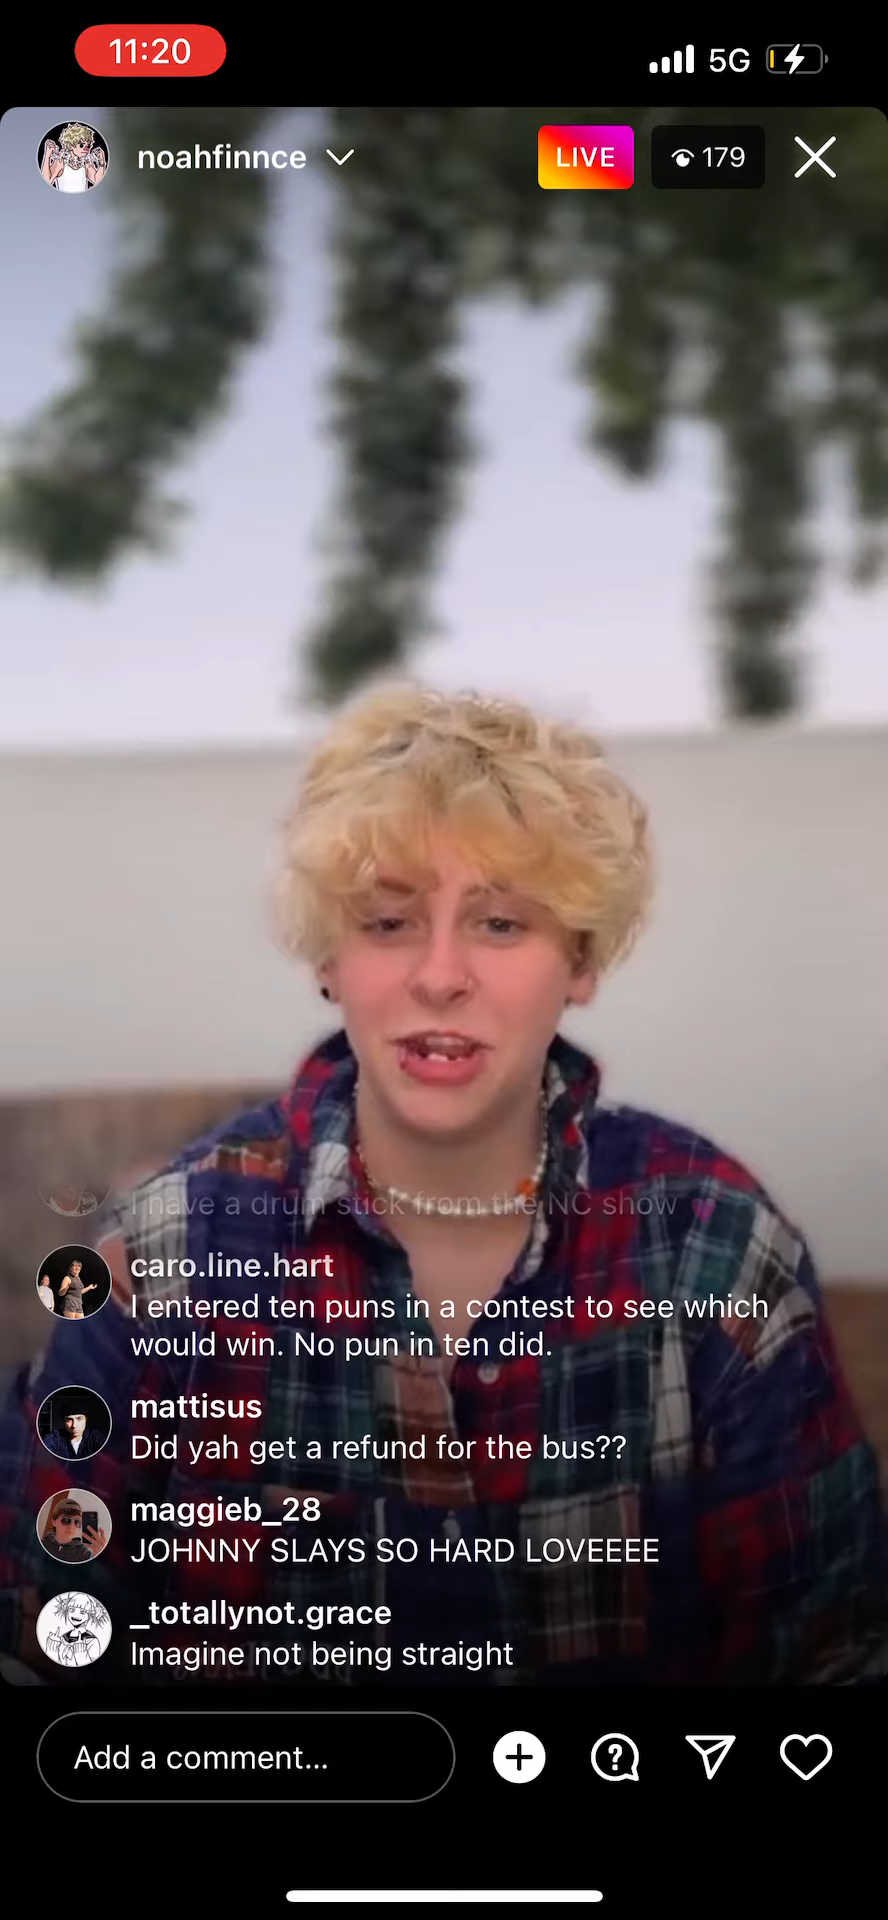 11:20
5G
noahfinnce
LIVE
179
I have a drum stick from the NC show
caro.line.hart
I entered ten puns in a contest to see which
would win. No pun in ten did.
mattisus
Did yah get a refund for the bus??
maggieb_28
JOHNNY SLAYS SO HARD LOVEEEE
_totallynot.grace
Imagine not being straight
Add a comment...